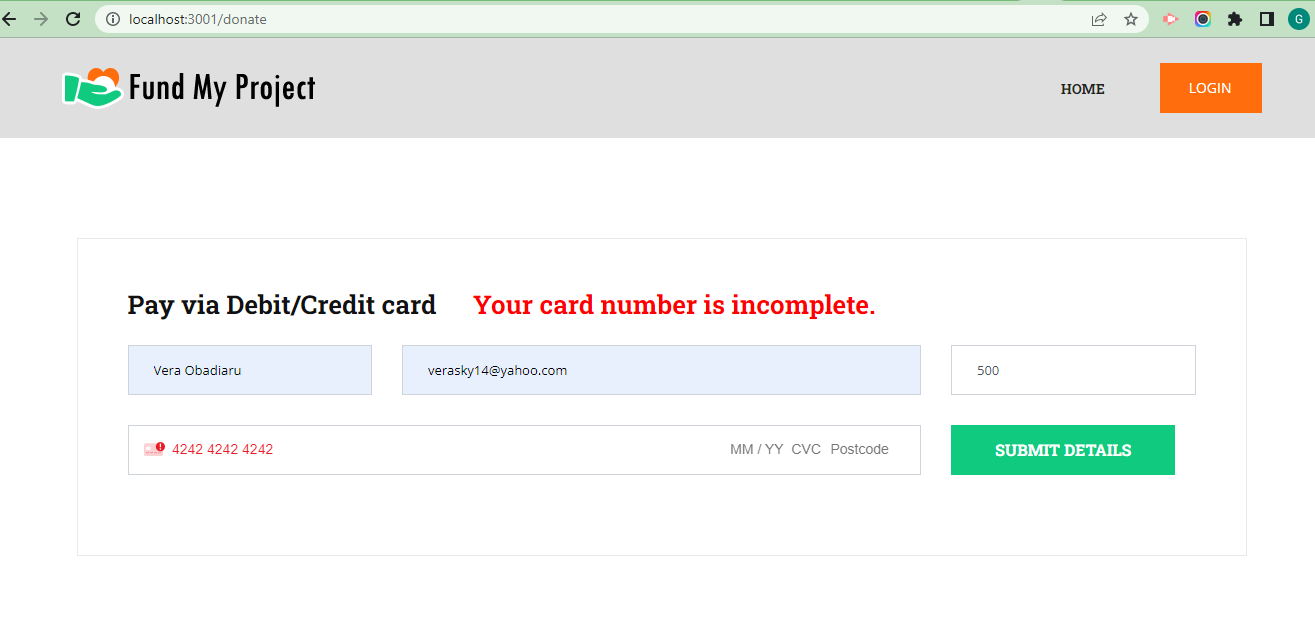 localhost:3001/donate
G
Fund My Project
HOME
LOGIN
Pay via Debit/Credit card
Your card number is incomplete.
Vera Obadiaru
verasky14@yahoo.com
500
4242 4242 4242
MM / YY CVC Postcode
SUBMIT DETAILS